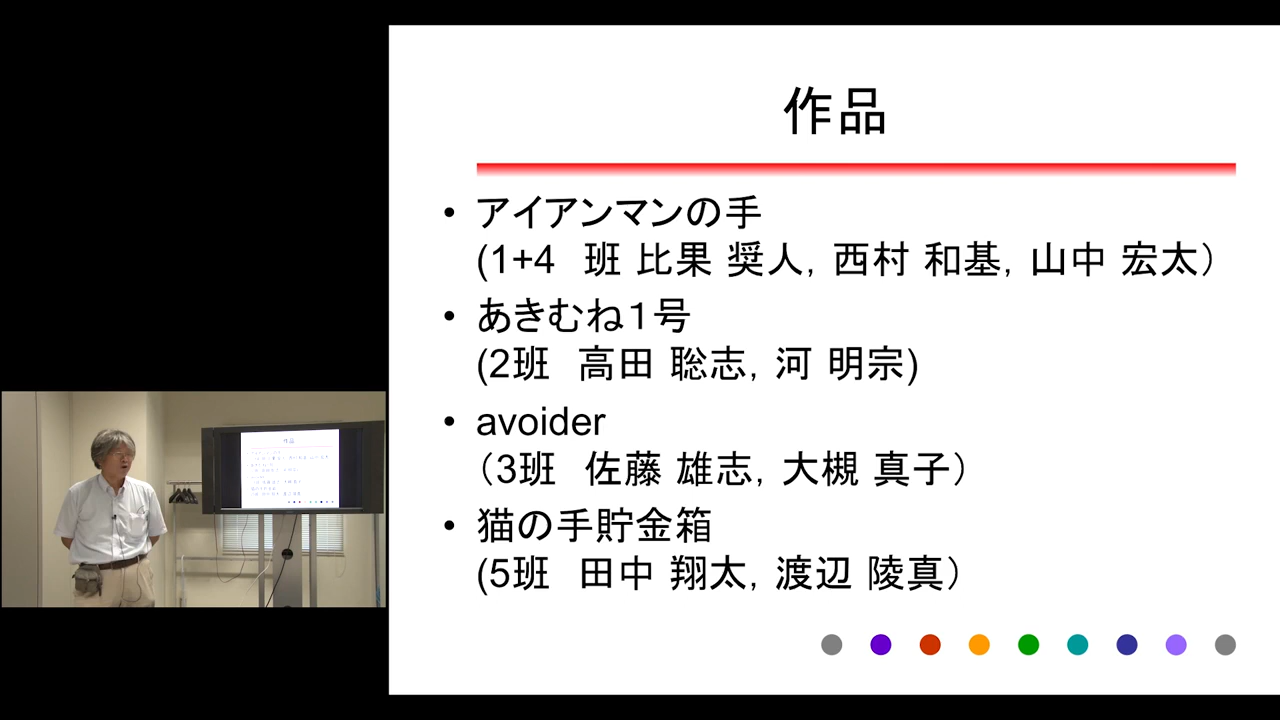 作品
• アイアンマンの手
(1+4　班 比果 奨人, 西村 和基, 山中 宏太）
• あきむね１号
(2班　高田 聡志, 河 明宗)
• avoider
（3班　佐藤 雄志, 大槻 真子）
• 猫の手貯金箱
(5班　田中 翔太, 渡辺 陵真）